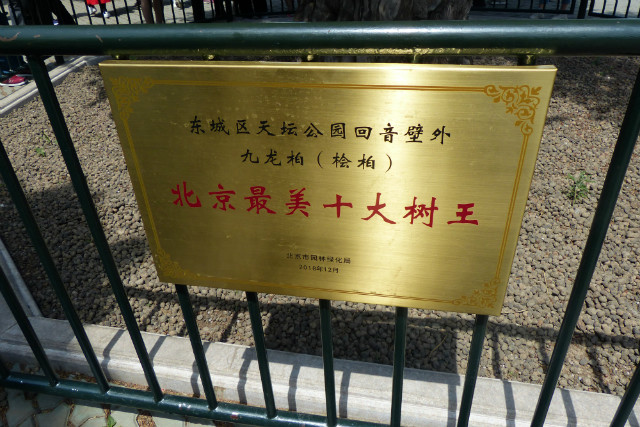 东城区天坛公园回音壁外
九龙柏（桧柏）
北京最美十大树王
北京市园林绿化局
2018年12月